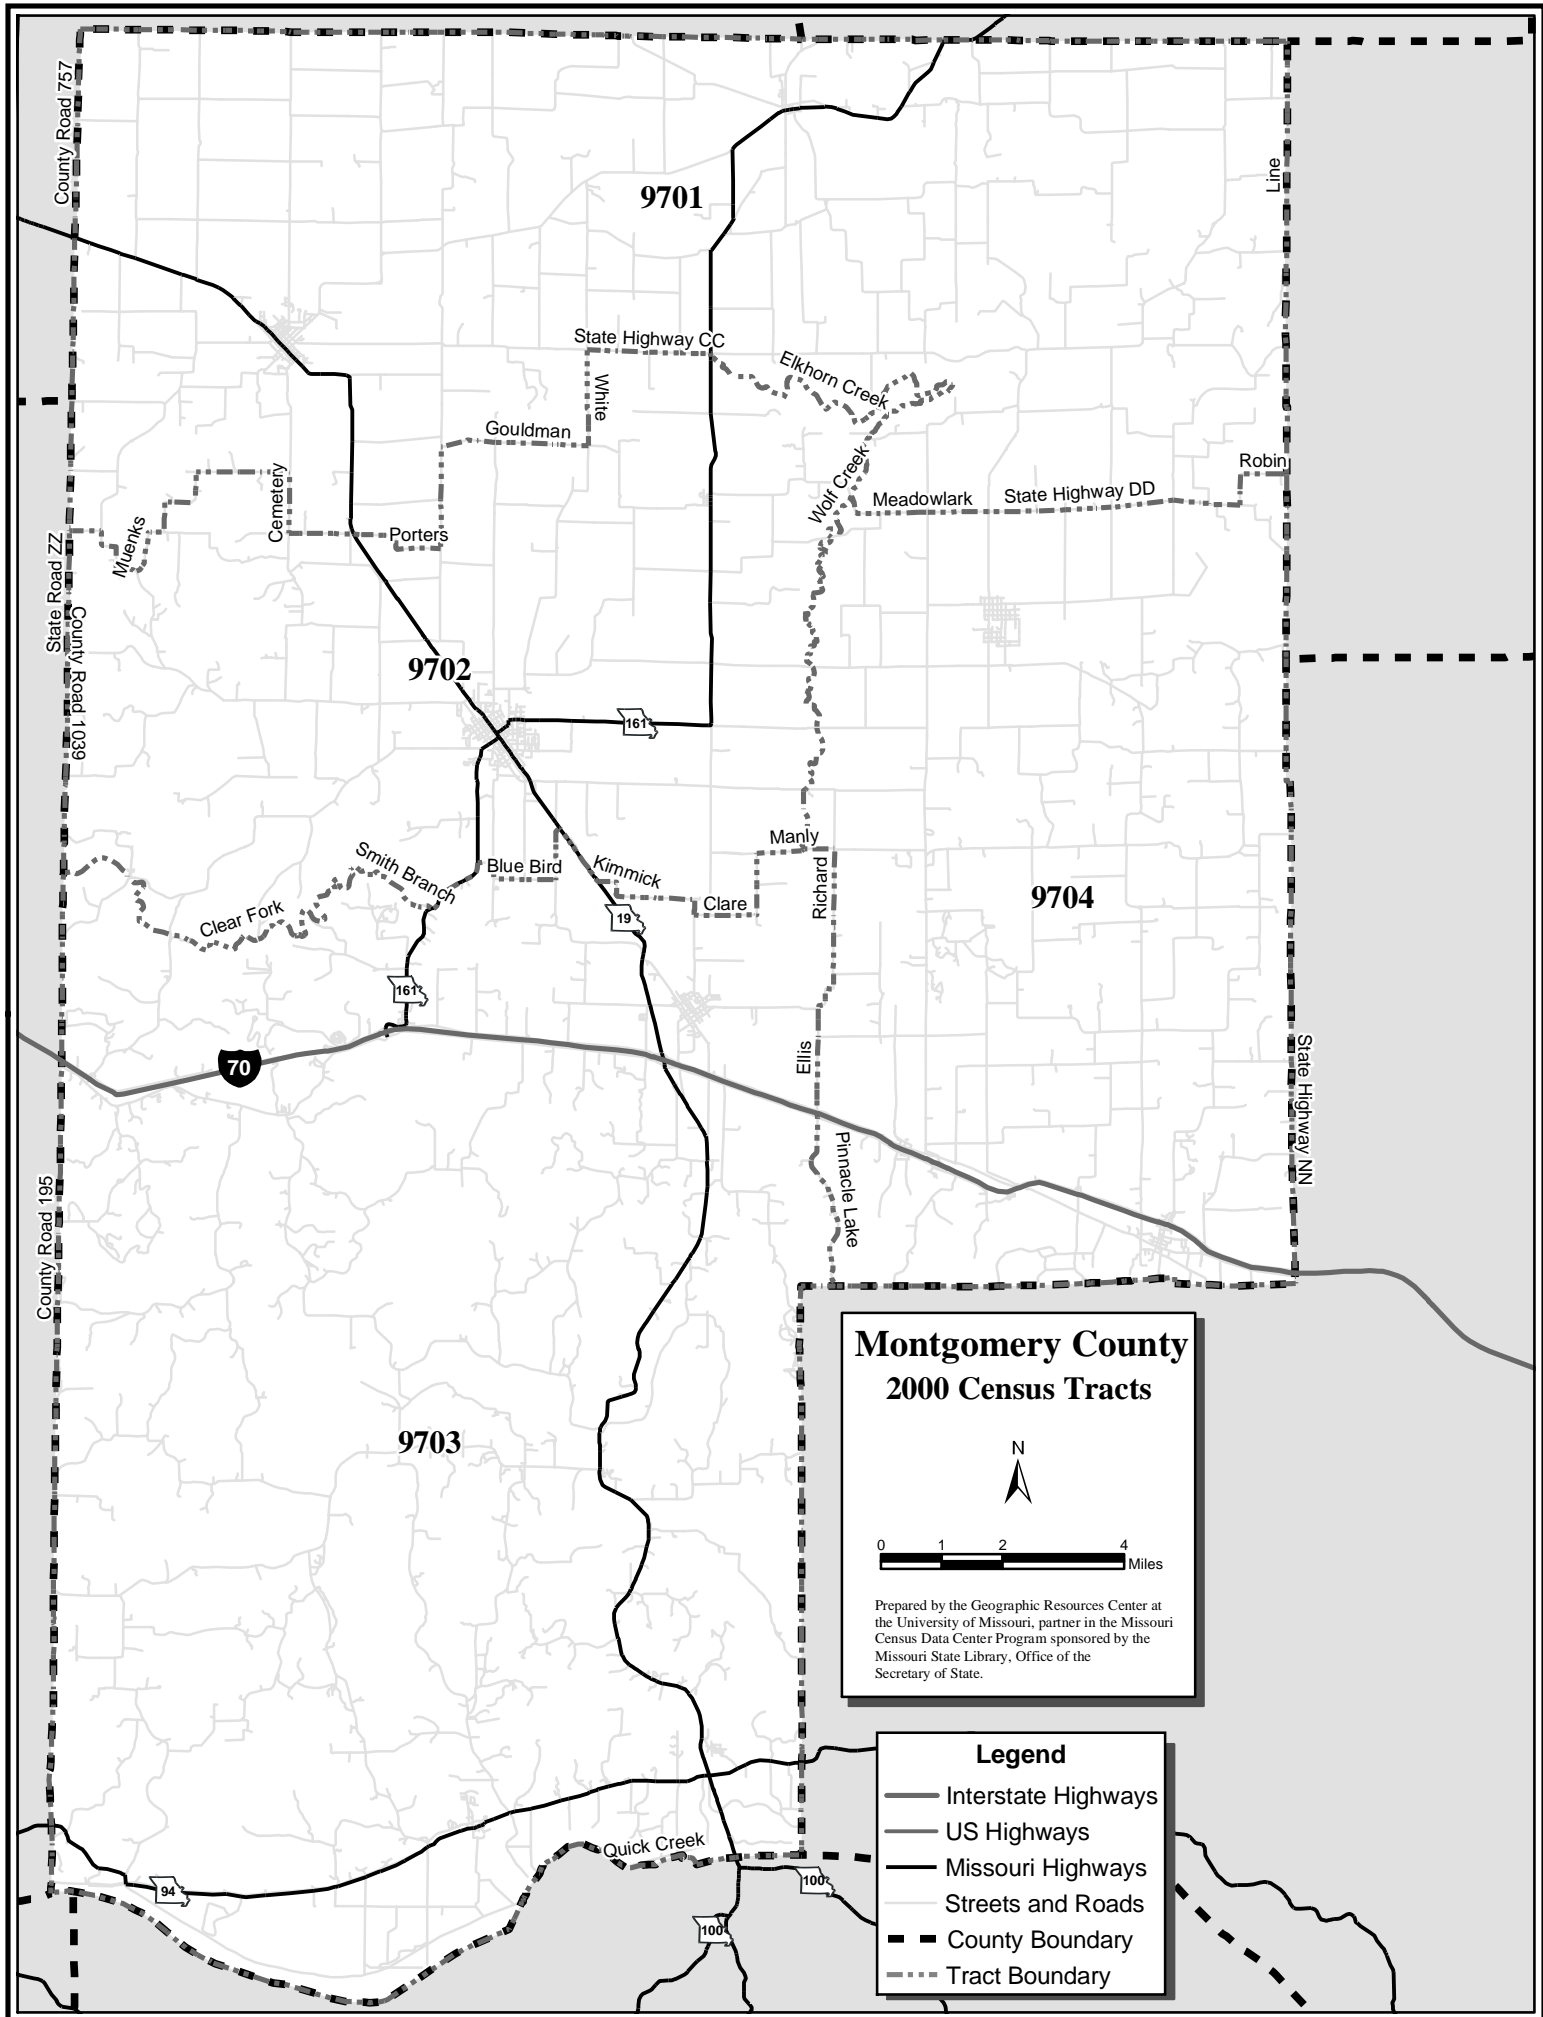 County Road 757
9701
Line
State Highway CC
Elkhorn Creek
White
Gouldman
Robin
Cemetery
Wolf Creek
Meadowlark
State Highway DD
Muenks
Porters
State Road ZZ
County Road 1039
9702
161
Manly
Smith Branch
Blue Bird
Kimmick
Richard
9704
Clare
Clear Fork
19
161
Ellis
State Highway NN
70
Pinnacle Lake
County Road 195
Montgomery County
2000 Census Tracts
9703
N
0 1 2 4
Miles
Prepared by the Geographic Resources Center at
the University of Missouri, partner in the Missouri
Census Data Center Program sponsored by the
Missouri State Library, Office of the
Secretary of State.
Legend
Interstate Highways
US Highways
Missouri Highways
Streets and Roads
County Boundary
Tract Boundary
Quick Creek
94
100
100